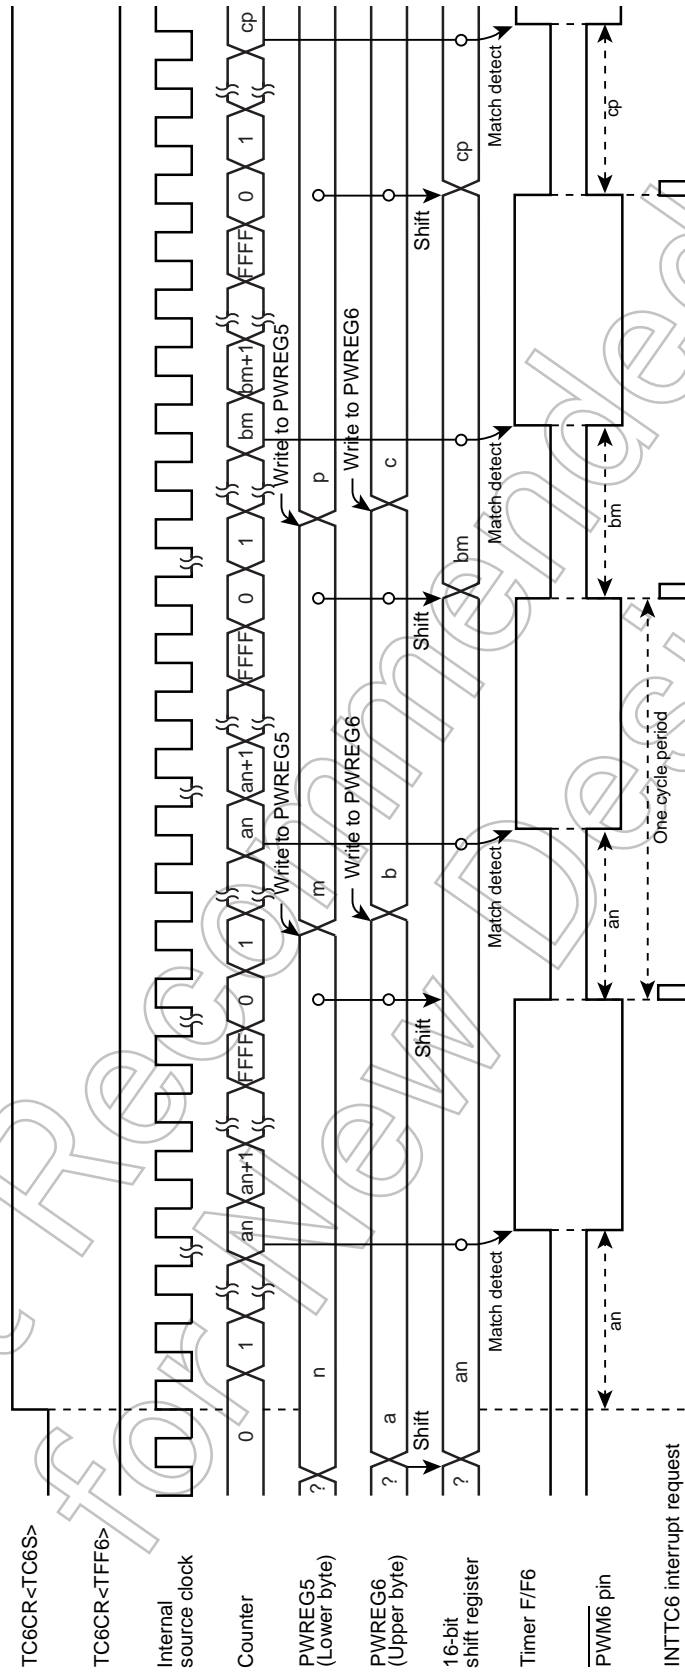 TC6CR<TC6S>
TC6CR<TFF6>
Internal
source clock
Counter
0 1 an an+1 FFFF 0 1 an an+1 FFFF 0 1 bm bm+1 FFFF 0 1 cp
Write to PWREG5
Write to PWREG5
PWREG5
(Lower byte)
? n m p
Write to PWREG6
Write to PWREG6
PWREG6
(Upper byte)
? a b c
Shift
Shift
Shift
Shift
16-bit
shift register
? an bm cp
Match detect
Match detect
Match detect
Match detect
Timer F/F6
PWM6 pin
an an bm cp
One cycle period
INTTC6 interrupt request
Recommended
for New Desi